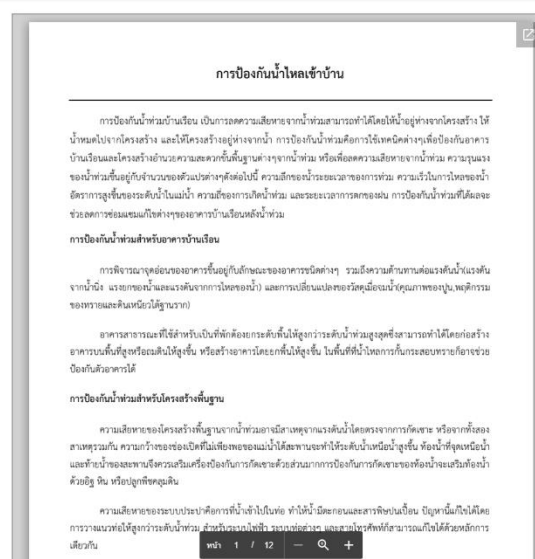 การป้องกันน้ำไหลเข้าบ้าน
การป้องกันน้ำท่วมบ้านเรือน เป็นการลดความเสียหายจากน้ำท่วมสามารถทำได้โดยให้น้ำอยู่ห่างจากโครงสร้าง ให้
น้ำหมดไปจากโครงสร้าง และให้โครงสร้างอยู่ห่างจากน้ำ การป้องกันน้ำท่วมคือการใช้เทคนิคต่างๆเพื่อป้องกันอาคาร
บ้านเรือนและโครงสร้างอำนวยความสะดวกขั้นพื้นฐานต่างๆจากน้ำท่วม หรือเพื่อลดความเสียหายจากน้ำท่วม ความรุนแรง
ของน้ำท่วมขึ้นอยู่กับจำนวนของตัวแปรต่างๆดังต่อไปนี้ ความลึกของน้ำระยะเวลาของการท่วม ความเร็วในการไหลของน้ำ
อัตราการสูงขึ้นของระดับน้ำในแม่น้ำ ความถี่ของการเกิดน้ำท่วม และระยะเวลาการตกของฝน การป้องกันน้ำท่วมที่ได้ผลจะ
ช่วยลดการซ่อมแซมแก้ไขต่างๆของอาคารบ้านเรือนหลังน้ำท่วม
การป้องกันน้ำท่วมสำหรับอาคารบ้านเรือน
การพิจารณาจุดอ่อนของอาคารขึ้นอยู่กับลักษณะของอาคารชนิดต่างๆ รวมถึงความต้านทานต่อแรงดันน้ำ(แรงดัน
จากน้ำนิ่ง แรงยกของน้ำและแรงดันจากการไหลของน้ำ) และการเปลี่ยนแปลงของวัสดุเมื่อจมน้ำ(คุณภาพของปูน,พฤติกรรม
ของทรายและดินเหนียวใต้ฐานราก)
อาคารสาธารณะที่ใช้สำหรับเป็นที่พักต้องยกระดับพื้นให้สูงกว่าระดับน้ำท่วมสูงสุดซึ่งสามารถทำได้โดยก่อสร้าง
อาคารบนพื้นที่สูงหรือถมดินให้สูงขึ้น หรือสร้างอาคารโดยยกพื้นให้สูงขึ้น ในพื้นที่ที่น้ำไหลการกั้นกระสอบทรายก็อาจช่วย
ป้องกันตัวอาคารได้
การป้องกันน้ำท่วมสำหรับโครงสร้างพื้นฐาน
ความเสียหายของโครงสร้างพื้นฐานจากน้ำท่วมอาจมีสาเหตุจากแรงดันน้ำโดยตรงจากการกัดเซาะ หรือจากทั้งสอง
สาเหตุรวมกัน ความกว้างของช่องเปิดที่ไม่เพียงพอของแม่น้ำใต้สะพานจะทำให้ระดับน้ำเหนือน้ำสูงขึ้น ท้องน้ำที่จุดเหนือน้ำ
และท้ายน้ำของสะพานจึงควรเสริมเครื่องป้องกันการกัดเซาะด้วยส่วนมากการป้องกันการกัดเซาะของท้องน้ำจะเสริมท้องน้ำ
ด้วยอิฐ หิน หรือปลูกพืชคลุมดิน
ความเสียหายของระบบประปาคือการที่น้ำเข้าไปในท่อ ทำให้น้ำมีตะกอนและสารพิษปนเปื้อน ปัญหานี้แก้ไขได้โดย
การวางแนวท่อให้สูงกว่าระดับน้ำท่วม สำหรับระบบไฟฟ้า ระบบท่อต่างๆ และสายโทรศัพท์ก็สามารถแก้ไขได้ด้วยหลักการ
เดียวกัน
หน้า 1 / 12